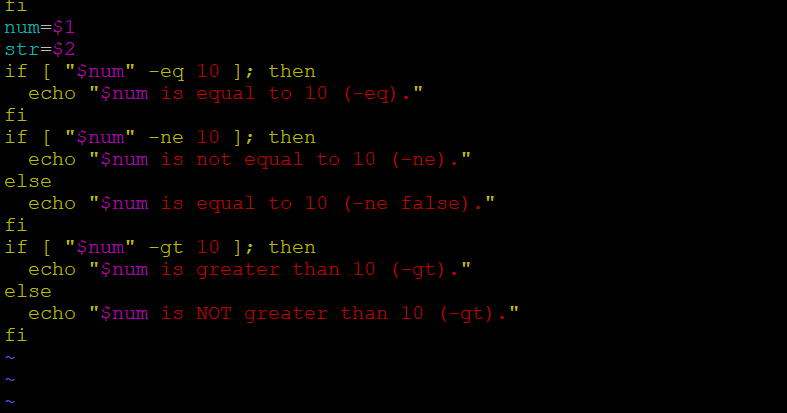 fi
num=$1
str=$2
if [ "$num" -eq 10 ]; then
  echo "$num is equal to 10 (-eq)."
fi
if [ "$num" -ne 10 ]; then
  echo "$num is not equal to 10 (-ne)."
else
  echo "$num is equal to 10 (-ne false)."
fi
if [ "$num" -gt 10 ]; then
  echo "$num is greater than 10 (-gt)."
else
  echo "$num is NOT greater than 10 (-gt)."
fi
~
~
~